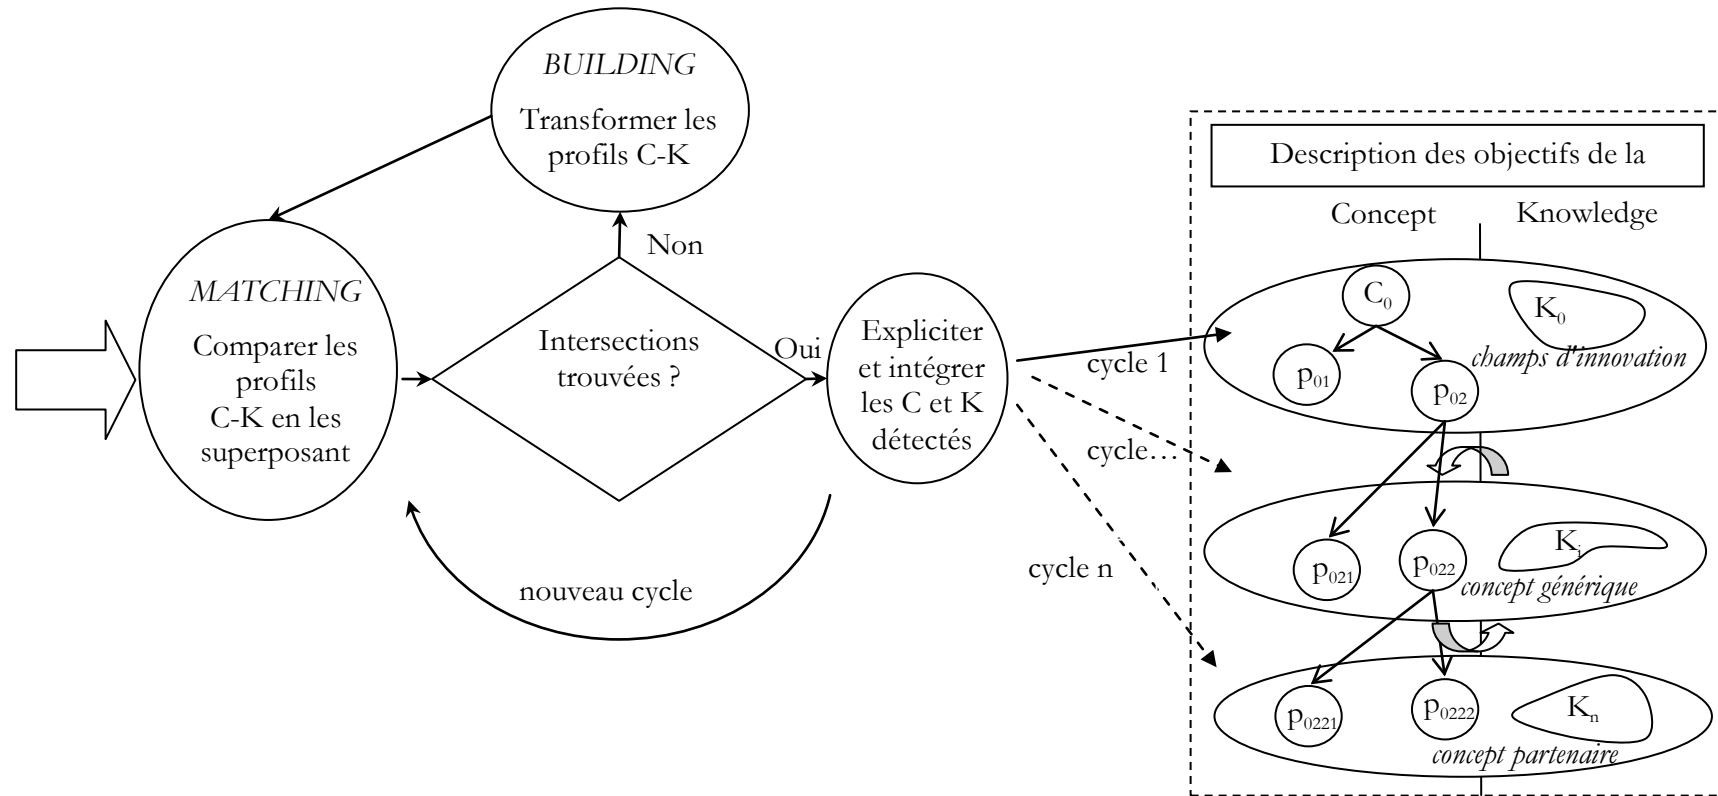 BUILDING
Transformer les
profils C-K
Non
MATCHING
Comparer les
profils
C-K en les
superposant
Intersections
trouvées ?
Oui
Expliciter
et intégrer
les C et K
détectés
nouveau cycle
cycle 1
cycle…
cycle n
Description des objectifs de la
Concept
Knowledge
C0
K0
champs d'innovation
p01
p02
Ki
p021
p022
concept générique
Kn
p0221
p0222
concept partenaire